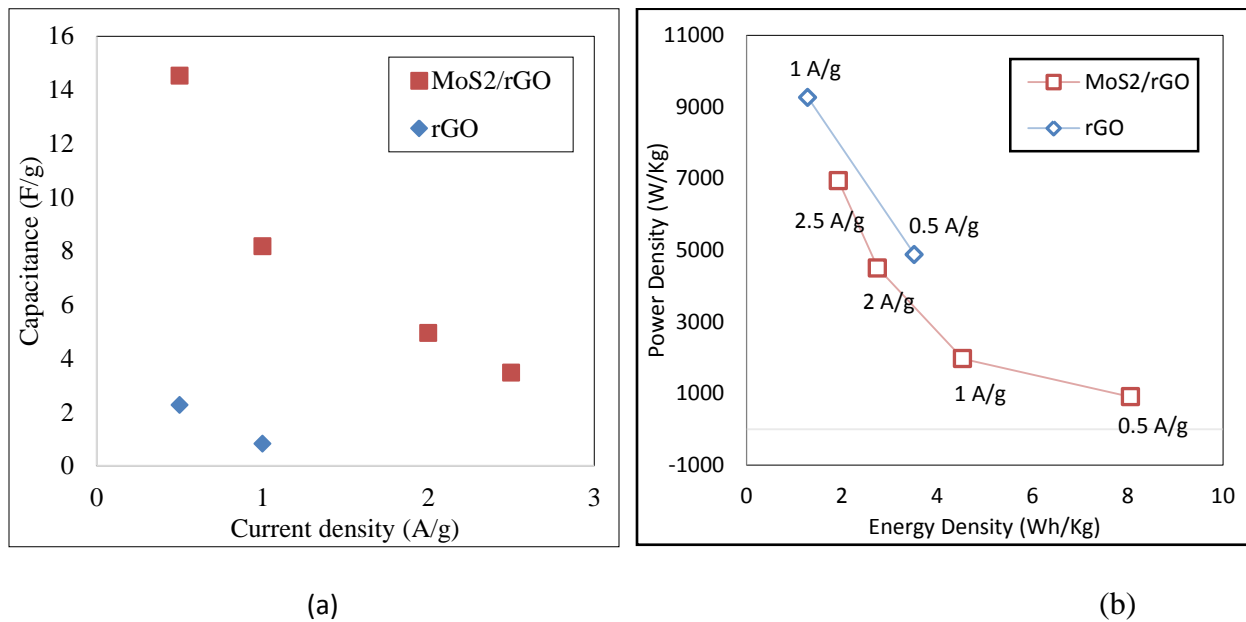 16
14
12
10
8
6
4
2
0
0
1
2
3
Capacitance (F/g)
Current density (A/g)
MoS2/rGO
rGO
(a)
11000
9000
7000
5000
3000
1000
-1000
0
2
4
6
8
10
Power Density (W/Kg)
Energy Density (Wh/Kg)
MoS2/rGO
rGO
1 A/g
0.5 A/g
2.5 A/g
2 A/g
1 A/g
0.5 A/g
(b)